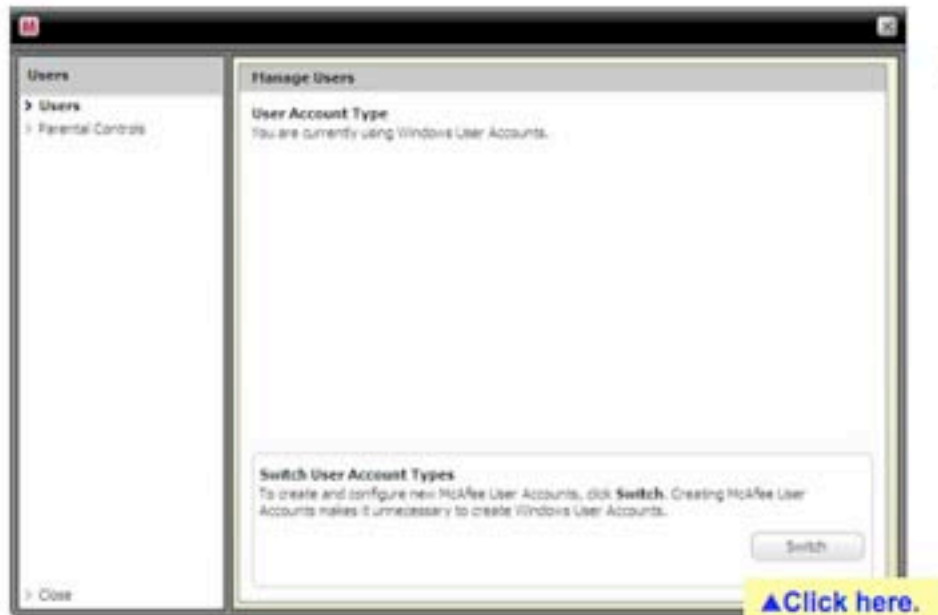 M
Users
> Users
> Parental Controls
> Close
Manage Users
User Account Type
You are currently using Windows User Accounts.
Switch User Account Types
To create and configure new McAfee User Accounts, click Switch. Creating McAfee User
Accounts makes it unnecessary to create Windows User Accounts.
Switch
▲Click here.